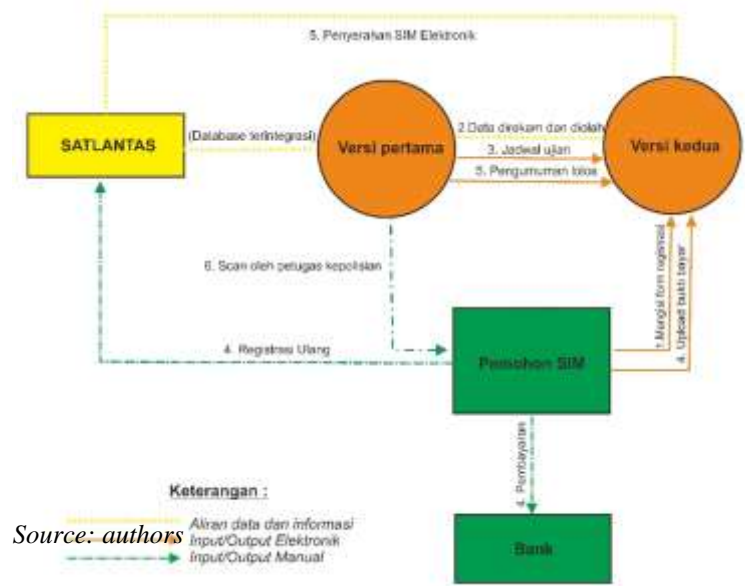 5. Penyerahan SIM Elektronik
SATLANTAS
(Database terintegrasi)
Versi pertama
2.Data direkam dan diolah
3. Jadwal ujian
5. Pengumuman lolos
Versi kedua
6. Scan oleh petugas kepolisian
1.Mengisi form registrasi
4. Upload bukti bayar
4. Registrasi Ulang
Pemohon SIM
4. Pembayaran
Bank
Keterangan :
Aliran data dan informasi
Source: authors
Input/Output Elektronik
Input/Output Manual